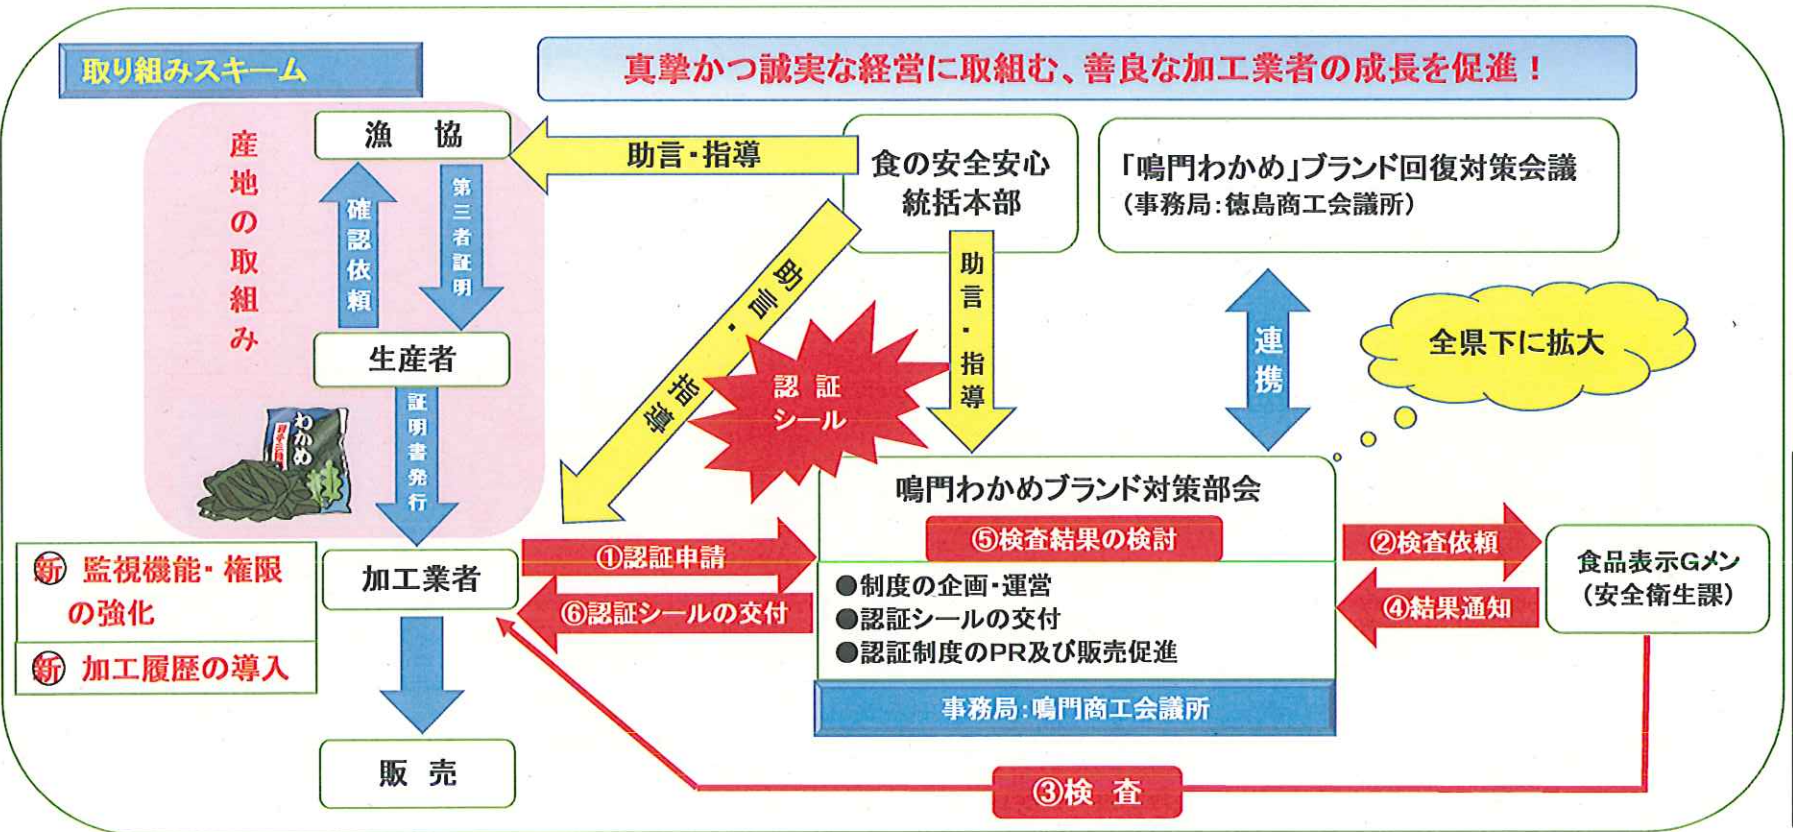 取り組みスキーム
真摯かつ誠実な経営に取組む、善良な加工業者の成長を促進！
産地の取組み
漁　協
助言・指導
食の安全安心
統括本部
「鳴門わかめ」ブランド回復対策会議
（事務局：徳島商工会議所）
確認依頼
第三者証明
助言・指導
助言・指導
連携
全県下に拡大
生産者
認 証
シール
わかめ
証明書発行
鳴門わかめブランド対策部会
⑤検査結果の検討
①認証申請
②検査依頼
㊟新 監視機能・権限
の強化
加工業者
食品表示Gメン
（安全衛生課）
●制度の企画・運営
⑥認証シールの交付
●認証シールの交付
④結果通知
●認証制度のPR及び販売促進
新 加工履歴の導入
事務局：鳴門商工会議所
販 売
③検 査